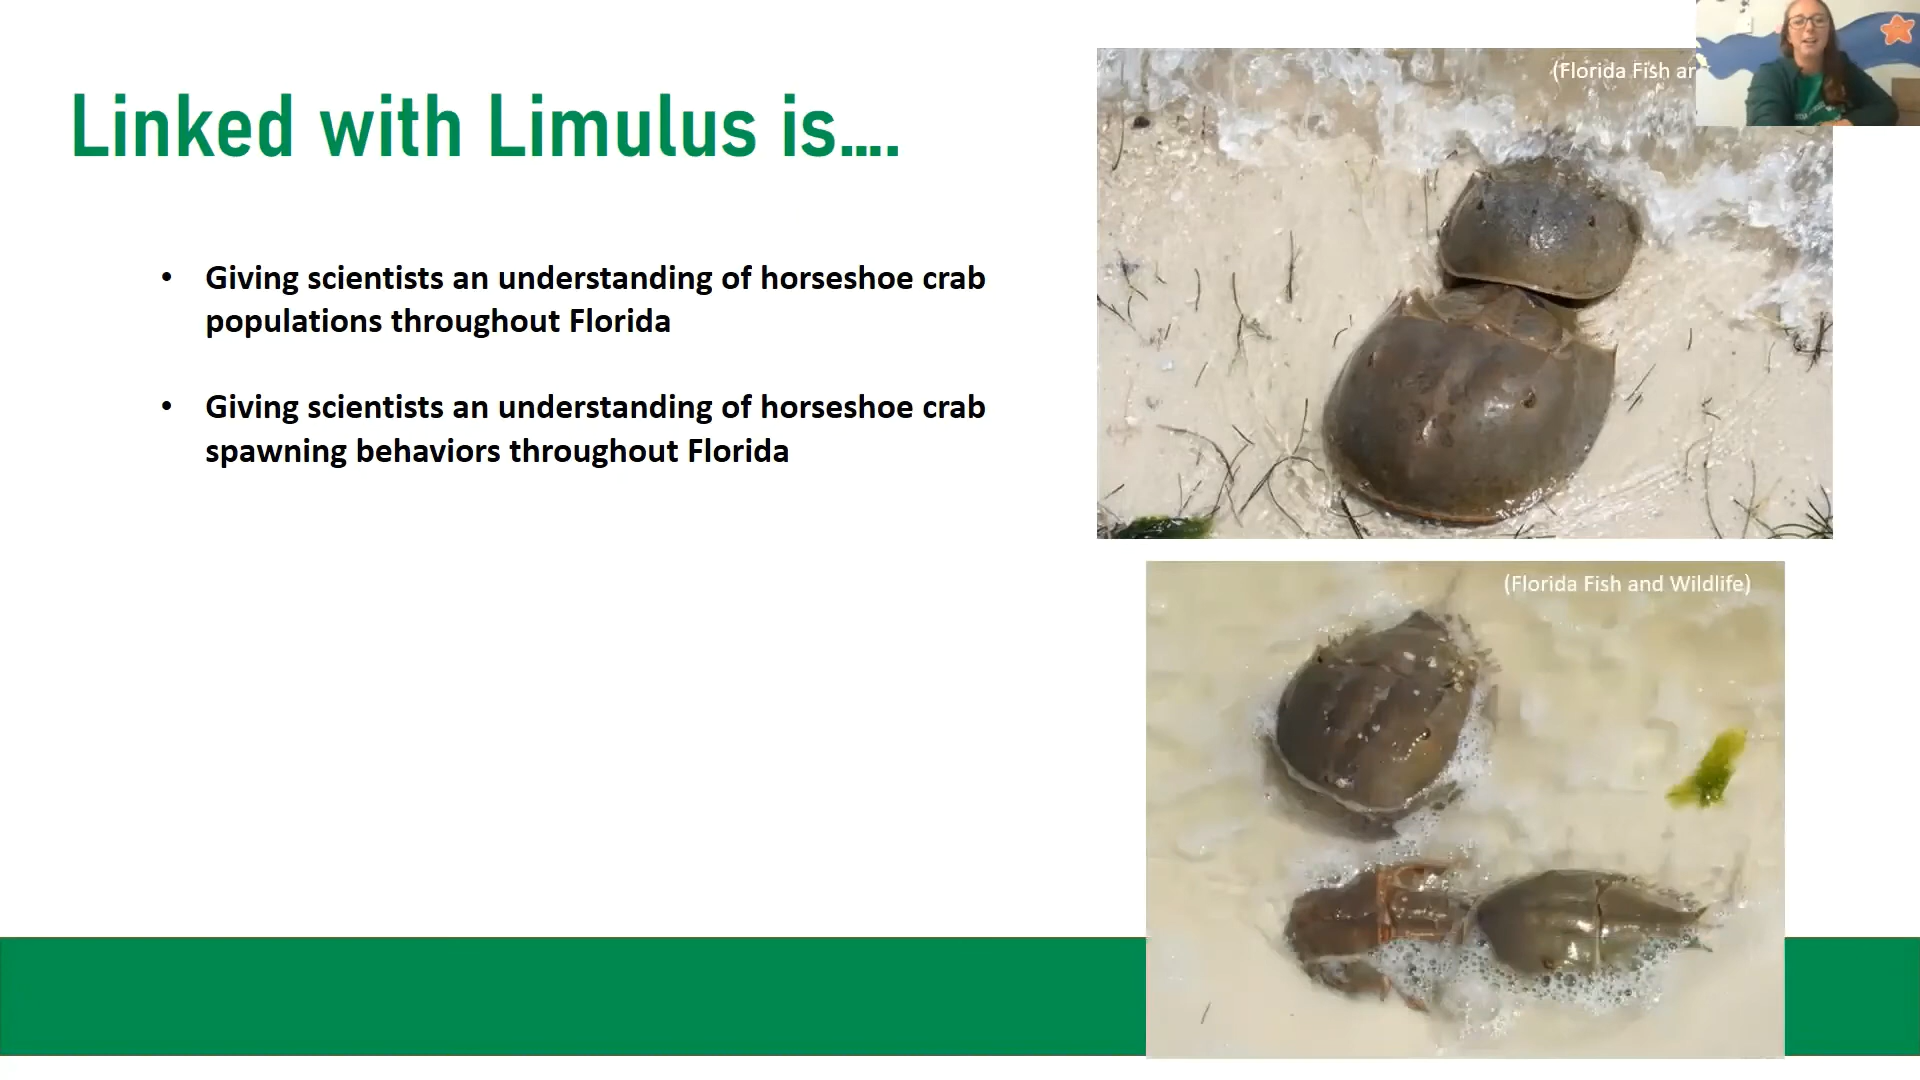 Linked with Limulus is....
• Giving scientists an understanding of horseshoe crab
populations throughout Florida
• Giving scientists an understanding of horseshoe crab
spawning behaviors throughout Florida
(Florida Fish
(Florida Fish and Wildlife)